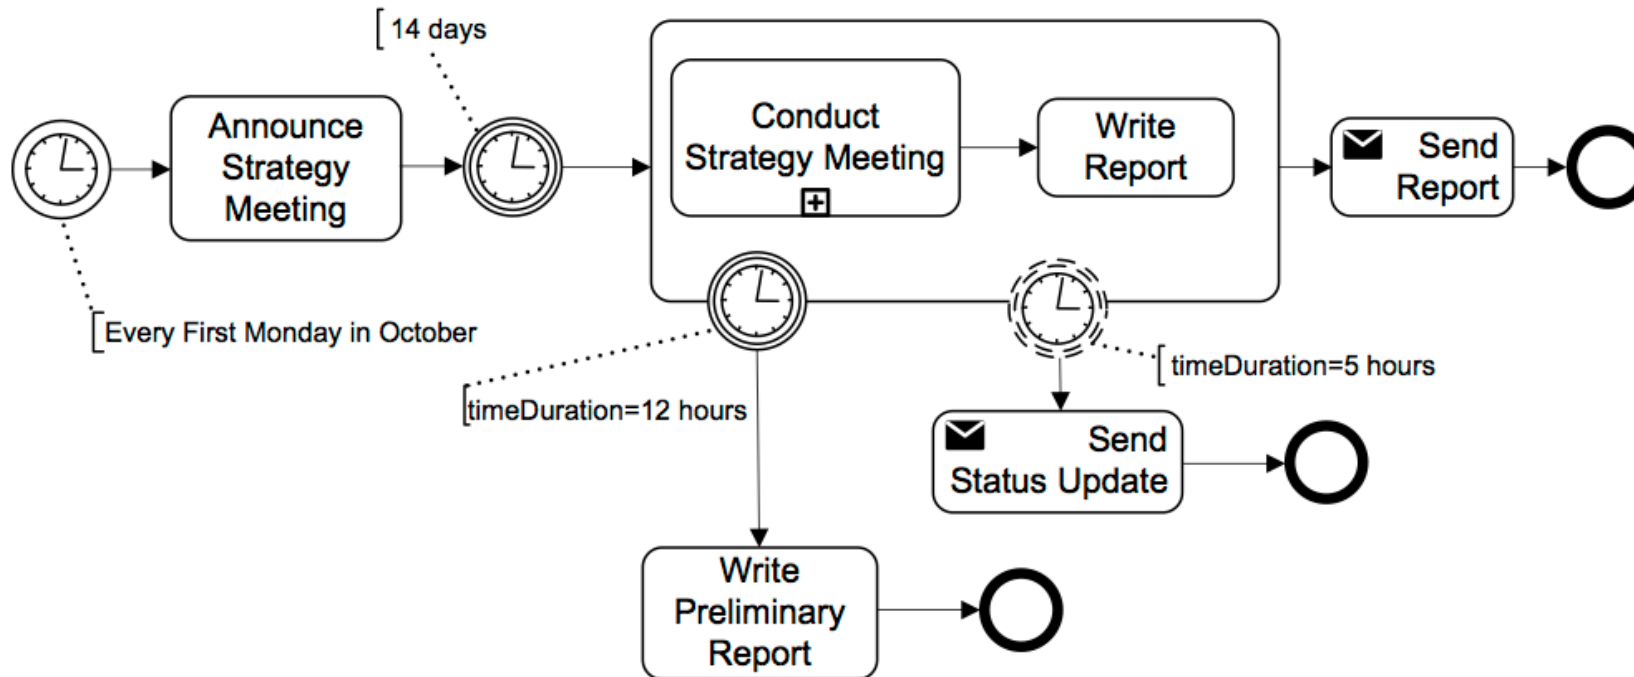 14 days
Announce
Strategy
Meeting
Conduct
Strategy Meeting
Write
Report
Send
Report
Every First Monday in October
timeDuration=12 hours
timeDuration=5 hours
Send
Status Update
Write
Preliminary
Report